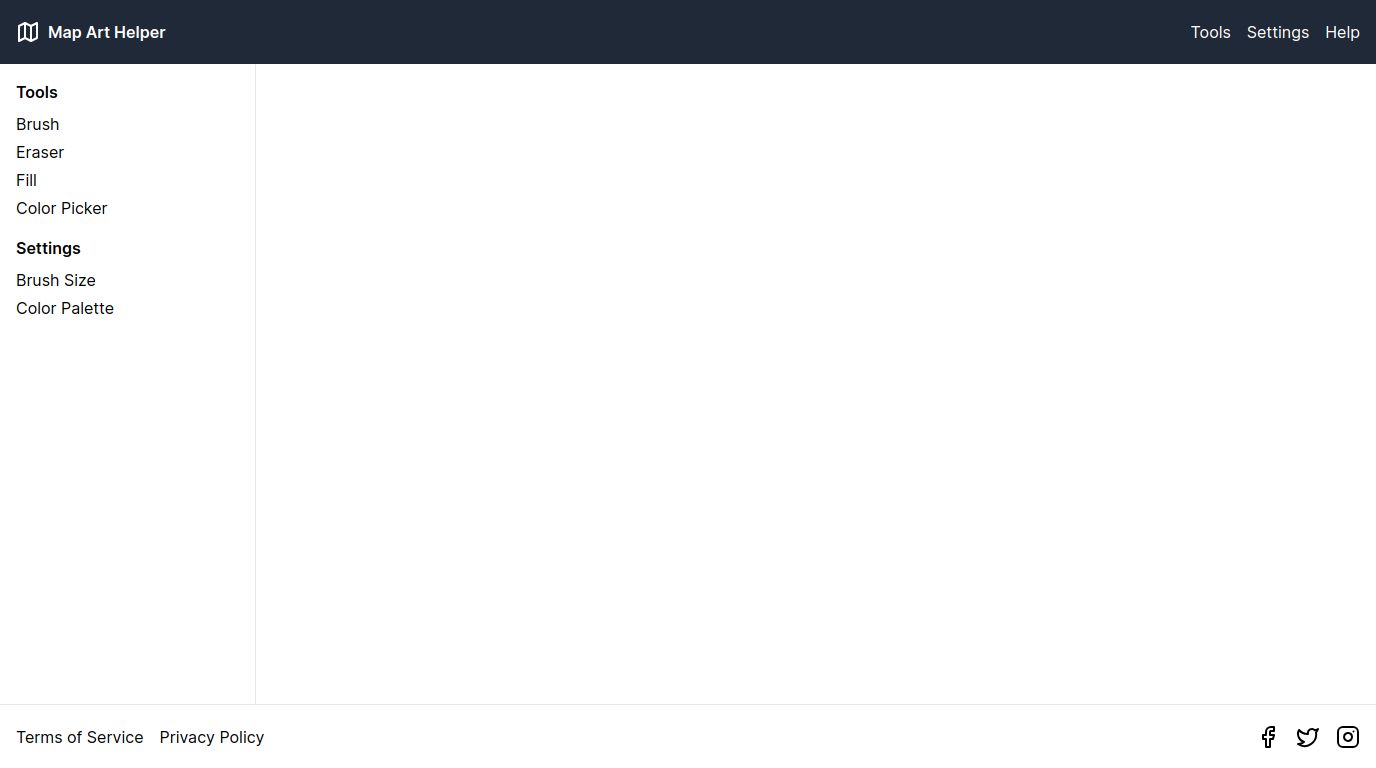 Map Art Helper
Tools Settings Help
Tools
Brush
Eraser
Fill
Color Picker
Settings
Brush Size
Color Palette
Terms of Service Privacy Policy